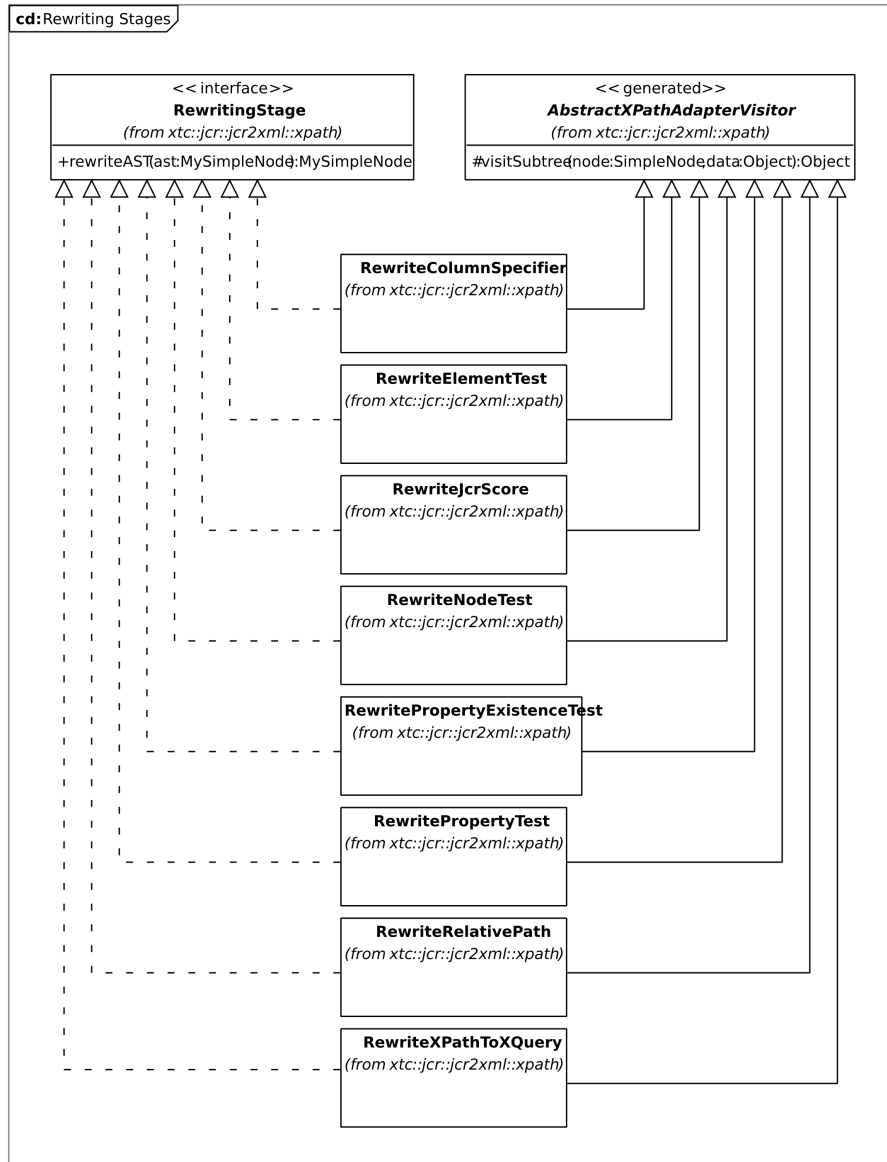 cd:Rewriting Stages
<<interface>>
RewritingStage
(from xtc::jcr::jcr2xml::xpath)
+rewriteAST(ast:MySimpleNode):MySimpleNode
<<generated>>
AbstractXPathAdapterVisitor
(from xtc::jcr::jcr2xml::xpath)
#visitSubtree(node:SimpleNode,data:Object):Object
RewriteColumnSpecifier
(from xtc::jcr::jcr2xml::xpath)
RewriteElementTest
(from xtc::jcr::jcr2xml::xpath)
RewriteJcrScore
(from xtc::jcr::jcr2xml::xpath)
RewriteNodeTest
(from xtc::jcr::jcr2xml::xpath)
RewritePropertyExistenceTest
(from xtc::jcr::jcr2xml::xpath)
RewritePropertyTest
(from xtc::jcr::jcr2xml::xpath)
RewriteRelativePath
(from xtc::jcr::jcr2xml::xpath)
RewriteXPathToXQuery
(from xtc::jcr::jcr2xml::xpath)